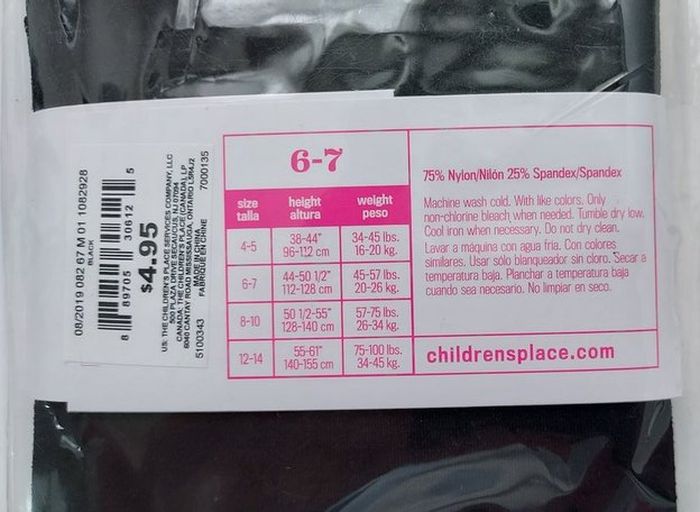 08/2019 082 67 M 01 1082928
BLACK
8 89705 30612 5
$4.95
US: THE CHILDREN'S PLACE SERVICES COMPANY, LLC
500 PLAZA DRIVE SECAUCUS, NJ 07094
CANADA: THE CHILDREN'S PLACE (CANADA), LP
6040 CANTAY ROAD MISSISSAUGA, ONTARIO L5R4J2
MADE IN CHINA
FABRIQUÉ EN CHINE
5100343 7000135
6-7
size height weight
talla altura peso
4-5 38-44" 34-45 lbs.
96-112 cm 16-20 kg.
6-7 44-50 1/2" 45-57 lbs.
112-128 cm 20-26 kg.
8-10 50 1/2-55" 57-75 lbs.
128-140 cm 26-34 kg.
12-14 55-61" 75-100 lbs.
140-155 cm 34-45 kg.
75% Nylon/Nilón 25% Spandex/Spandex
Machine wash cold. With like colors. Only
non-chlorine bleach, when needed. Tumble dry low.
Cool iron when necessary. Do not dry clean.
Lavar a máquina con agua fria. Con colores
similares. Usar sólo blanqueador sin cloro. Secar a
temperatura baja. Planchar a temperatura baja
cuando sea necesario. No limpiar en seco.
childrensplace.com